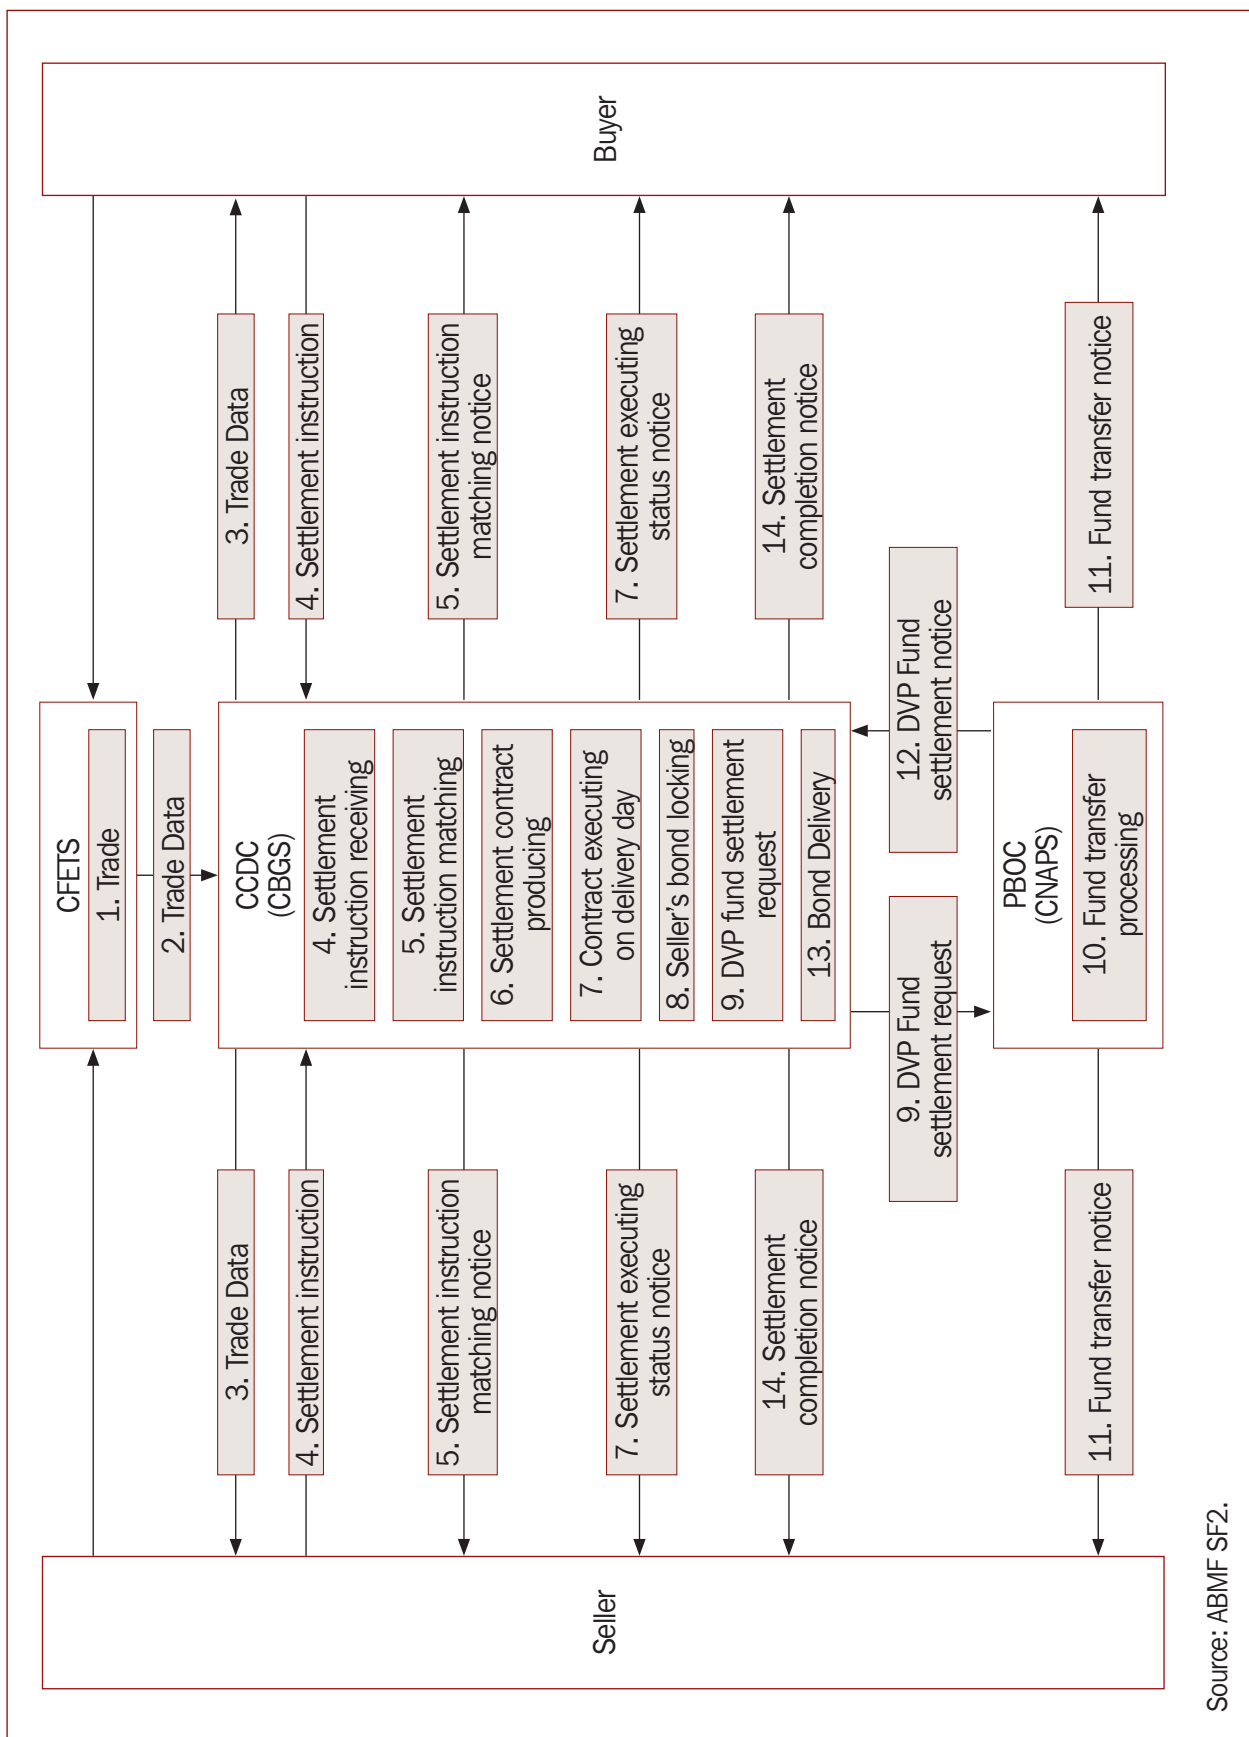 CFETS
1. Trade
2. Trade Data
Seller
Buyer
3. Trade Data
3. Trade Data
4. Settlement instruction
4. Settlement instruction
CCDC
(CBGS)
4. Settlement
instruction receiving
5. Settlement instruction
matching notice
5. Settlement
instruction matching
5. Settlement instruction
matching notice
6. Settlement contract
producing
7. Settlement executing
status notice
7. Contract executing
on delivery day
7. Settlement executing
status notice
8. Seller's bond locking
9. DVP fund settlement
request
14. Settlement
completion notice
13. Bond Delivery
14. Settlement
completion notice
9. DVP Fund
settlement request
12. DVP Fund
settlement notice
PBOC
(CNAPS)
11. Fund transfer notice
10. Fund transfer
processing
11. Fund transfer notice
Source: ABMF SF2.